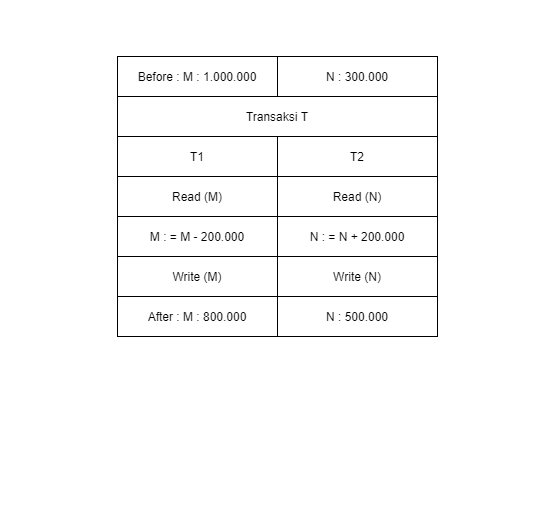 Before : M : 1.000.000 N : 300.000
Transaksi T
T1 T2
Read (M) Read (N)
M : = M - 200.000 N : = N + 200.000
Write (M) Write (N)
After : M : 800.000 N : 500.000